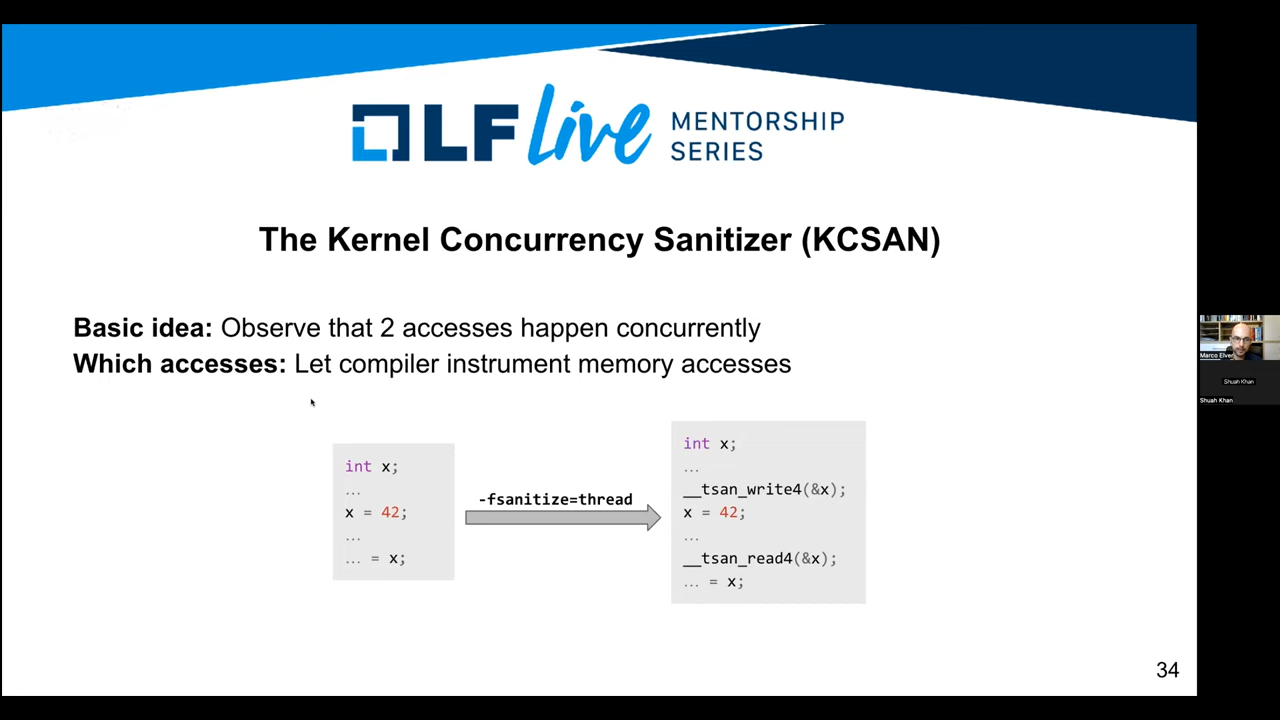 LF Live MENTORSHIP
SERIES
The Kernel Concurrency Sanitizer (KCSAN)
Basic idea: Observe that 2 accesses happen concurrently
Which accesses: Let compiler instrument memory accesses
int x;
…
x = 42;
…
… = x;
-fsanitize=thread
int x;
…
__tsan_write4(&x);
x = 42;
…
__tsan_read4(&x);
… = x;
34
Marco Elver
Shuah Khan
Shuah Khan